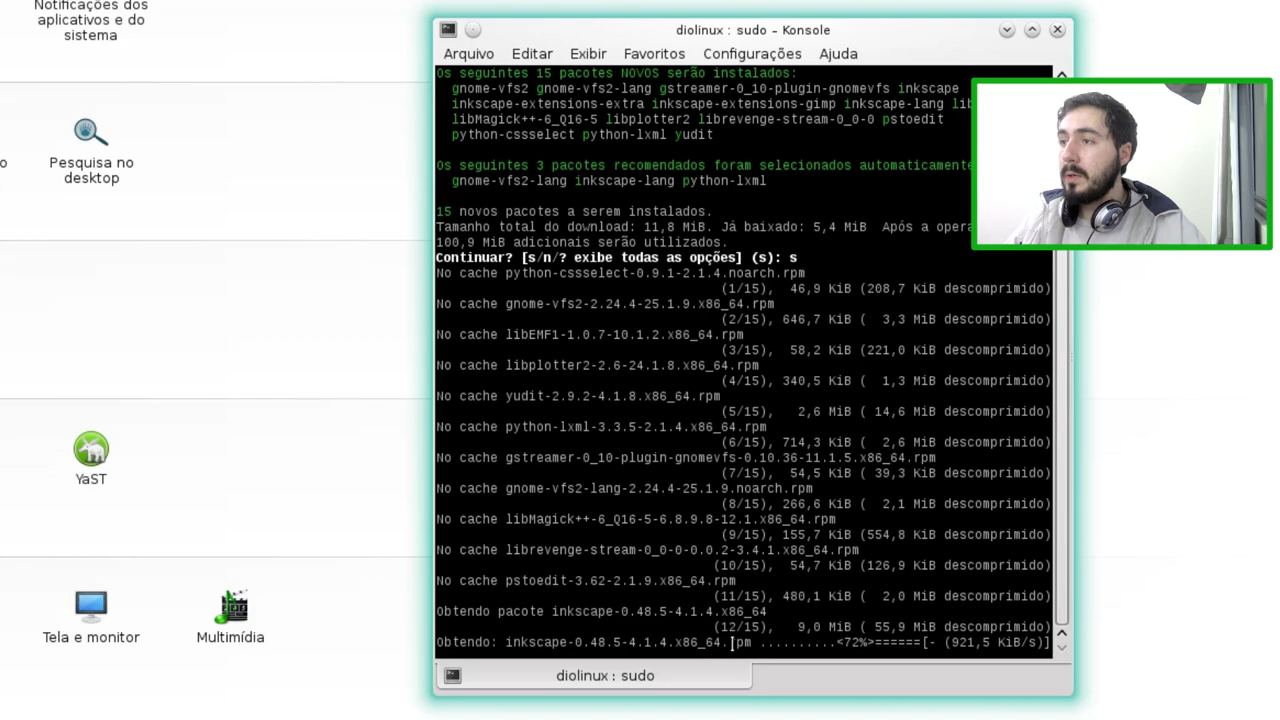 Notificações dos
aplicativos e do
sistema
o
Pesquisa no
desktop
YaST
Tela e monitor
Multimídia
diolinux : sudo – Konsole
Arquivo Editar Exibir Favoritos Configurações Ajuda
Os seguintes 15 pacotes NOVOS serão instalados:
gnome-vfs2 gnome-vfs2-lang gstreamer-0_10-plugin-gnomevfs inkscape
inkscape-extensions-extra inkscape-extensions-gimp inkscape-lang lib
libMagick++-6_Q16-5 libplotter2 librevenge-stream-0_0-0 pstoedit
python-cssselect python-lxml yudit
Os seguintes 3 pacotes recomendados foram selecionados automaticamente
gnome-vfs2-lang inkscape-lang python-lxml
15 novos pacotes a serem instalados.
Tamanho total do download: 11,8 MiB. Já baixado: 5,4 MiB  Após a opera
100,9 MiB adicionais serão utilizados.
Continuar? [s/n/? exibe todas as opções] (s): s
No cache python-cssselect-0.9.1-2.1.4.noarch.rpm
(1/15),  46,9 KiB (208,7 KiB descomprimido)
No cache gnome-vfs2-2.24.4-25.1.9.x86_64.rpm
(2/15), 646,7 KiB (  3,3 MiB descomprimido)
No cache libEMF1-1.0.7-10.1.2.x86_64.rpm
(3/15),  58,2 KiB (221,0 KiB descomprimido)
No cache libplotter2-2.6-24.1.8.x86_64.rpm
(4/15), 340,5 KiB (  1,3 MiB descomprimido)
No cache yudit-2.9.2-4.1.8.x86_64.rpm
(5/15),   2,6 MiB ( 14,6 MiB descomprimido)
No cache python-lxml-3.3.5-2.1.4.x86_64.rpm
(6/15), 714,3 KiB (  2,6 MiB descomprimido)
No cache gstreamer-0_10-plugin-gnomevfs-0.10.36-11.1.5.x86_64.rpm
(7/15),  54,5 KiB ( 39,3 KiB descomprimido)
No cache gnome-vfs2-lang-2.24.4-25.1.9.noarch.rpm
(8/15), 266,6 KiB (  2,1 MiB descomprimido)
No cache libMagick++-6_Q16-5-6.8.9.8-12.1.x86_64.rpm
(9/15), 155,7 KiB (554,8 KiB descomprimido)
No cache librevenge-stream-0_0-0-0.0.2-3.4.1.x86_64.rpm
(10/15),  54,7 KiB (126,9 KiB descomprimido)
No cache pstoedit-3.62-2.1.9.x86_64.rpm
(11/15), 480,1 KiB (  2,0 MiB descomprimido)
Obtendo pacote inkscape-0.48.5-4.1.4.x86_64
(12/15),   9,0 MiB ( 55,9 MiB descomprimido)
Obtendo: inkscape-0.48.5-4.1.4.x86_64.rpm ..........<72%>======[- (921,5 KiB/s)]
diolinux : sudo